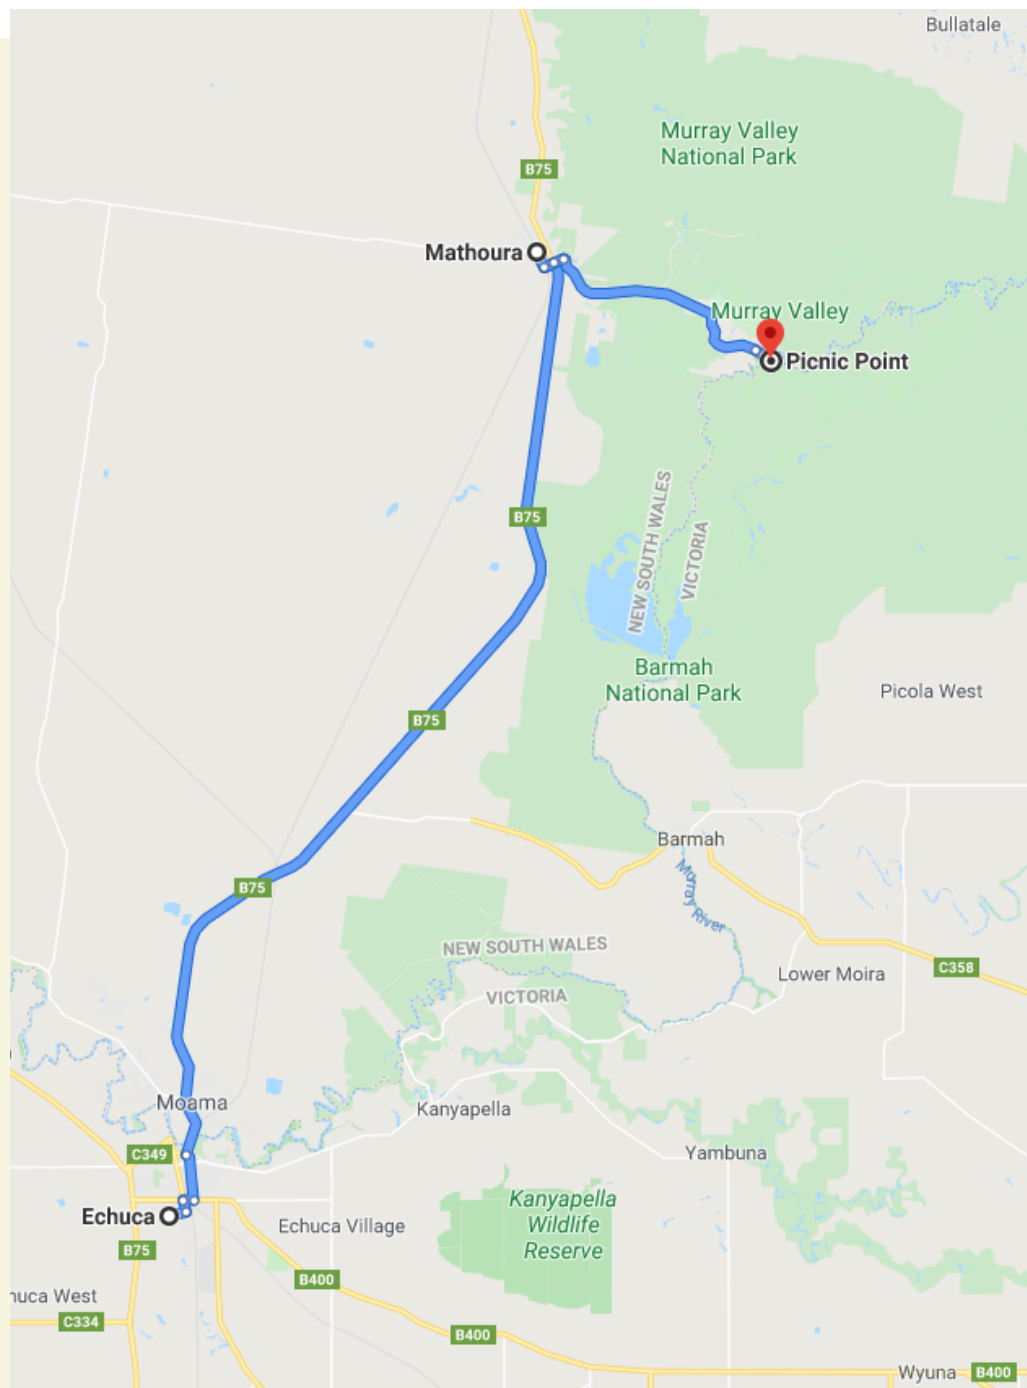 Bullatale
Murray Valley
National Park
B75
Mathoura
Murray Valley
Picnic Point
B75
NEW SOUTH WALES
VICTORIA
Barmah
National Park
Picola West
B75
Barmah
B75
Murray River
NEW SOUTH WALES
C358
Lower Moira
VICTORIA
Moama
Kanyapella
C349
Yambuna
Kanyapella
Wildlife
Reserve
Echuca
Echuca Village
B75
B400
huca West
C334
B400
Wyuna
B400